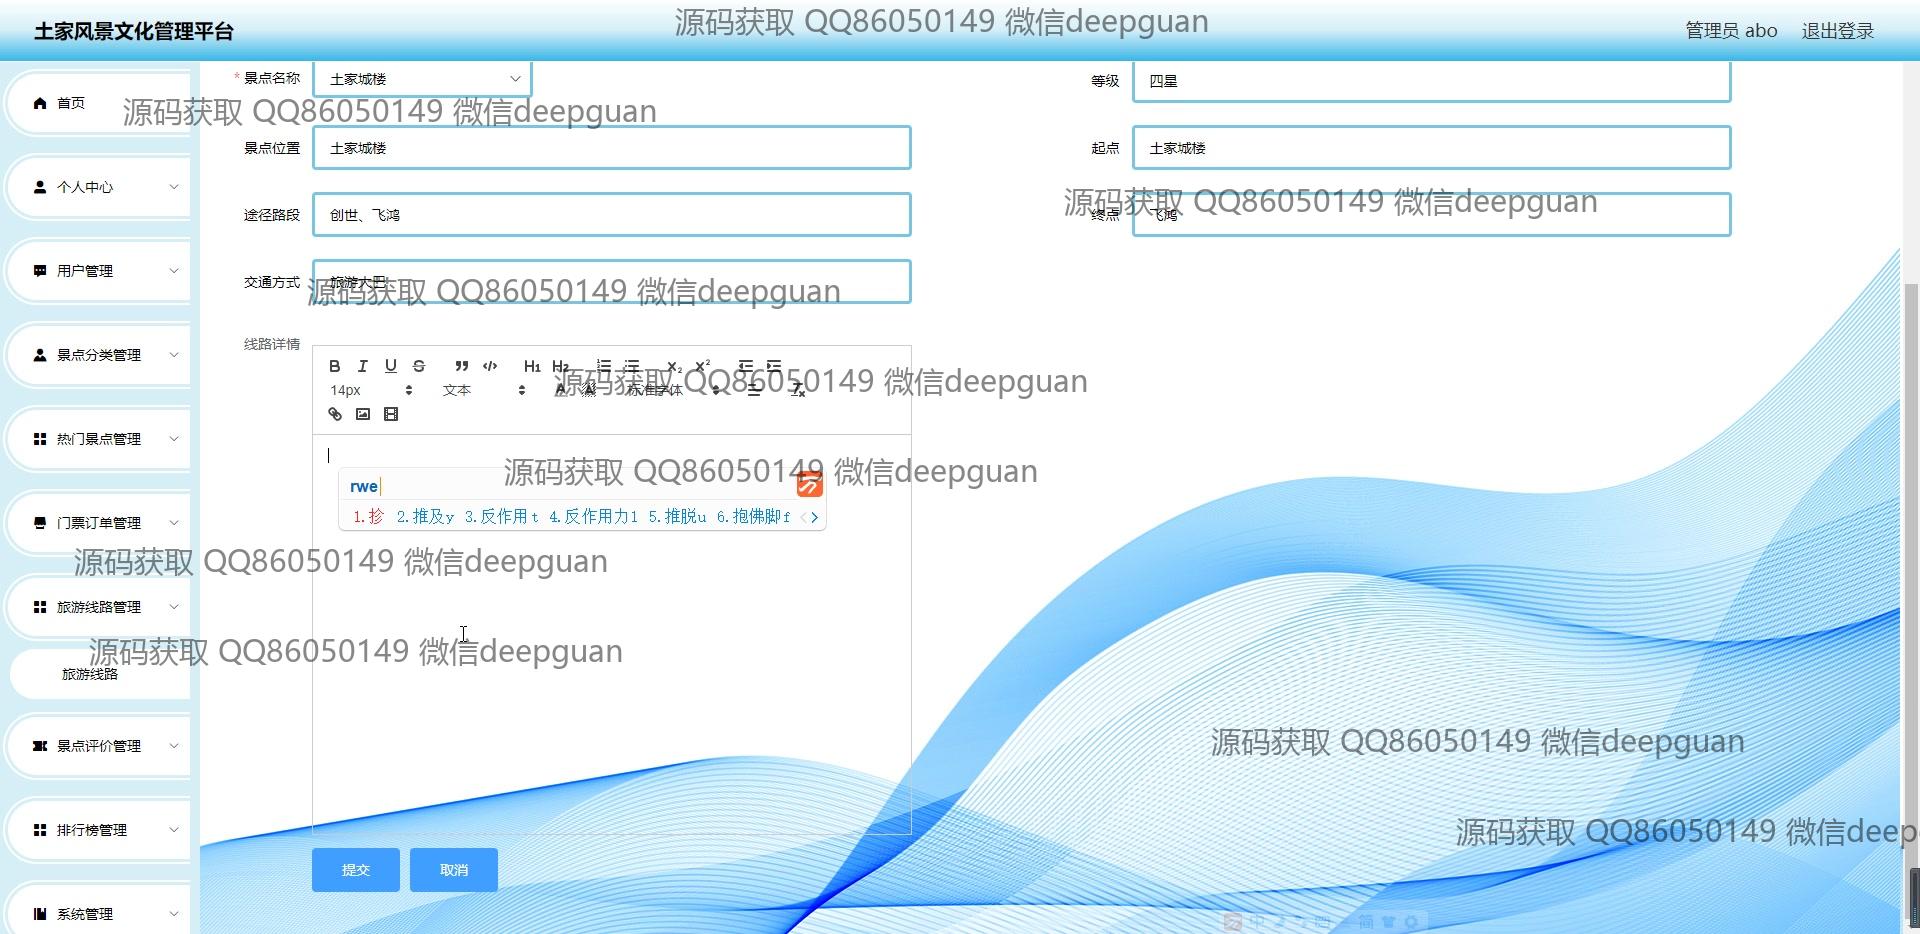 土家风景文化管理平台
源码获取 QQ86050149 微信deepguan
管理员 abo
退出登录
首页
个人中心
用户管理
景点分类管理
热门景点管理
门票订单管理
旅游线路管理
旅游线路
景点评价管理
排行榜管理
系统管理
* 景点名称 土家城楼
等级 四星
源码获取 QQ86050149 微信deepguan
景点位置 土家城楼
起点 土家城楼
源码获取 QQ86050149 微信deepguan
途径路段 创世、飞鸿
终点 飞鸿
交通方式 旅游大巴
源码获取 QQ86050149 微信deepguan
线路详情
B I U S H1 H2 X2 X2
14px 文本 标准字体
源码获取 QQ86050149 微信deepguan
源码获取 QQ86050149 微信deepguan
rwe
1.抮 2.推及y 3.反作用t 4.反作用力l 5.推脱u 6.抱佛脚f
源码获取 QQ86050149 微信deepguan
源码获取 QQ86050149 微信deepguan
源码获取 QQ86050149 微信deepguan
源码获取 QQ86050149 微信deep
提交 取消
中 简